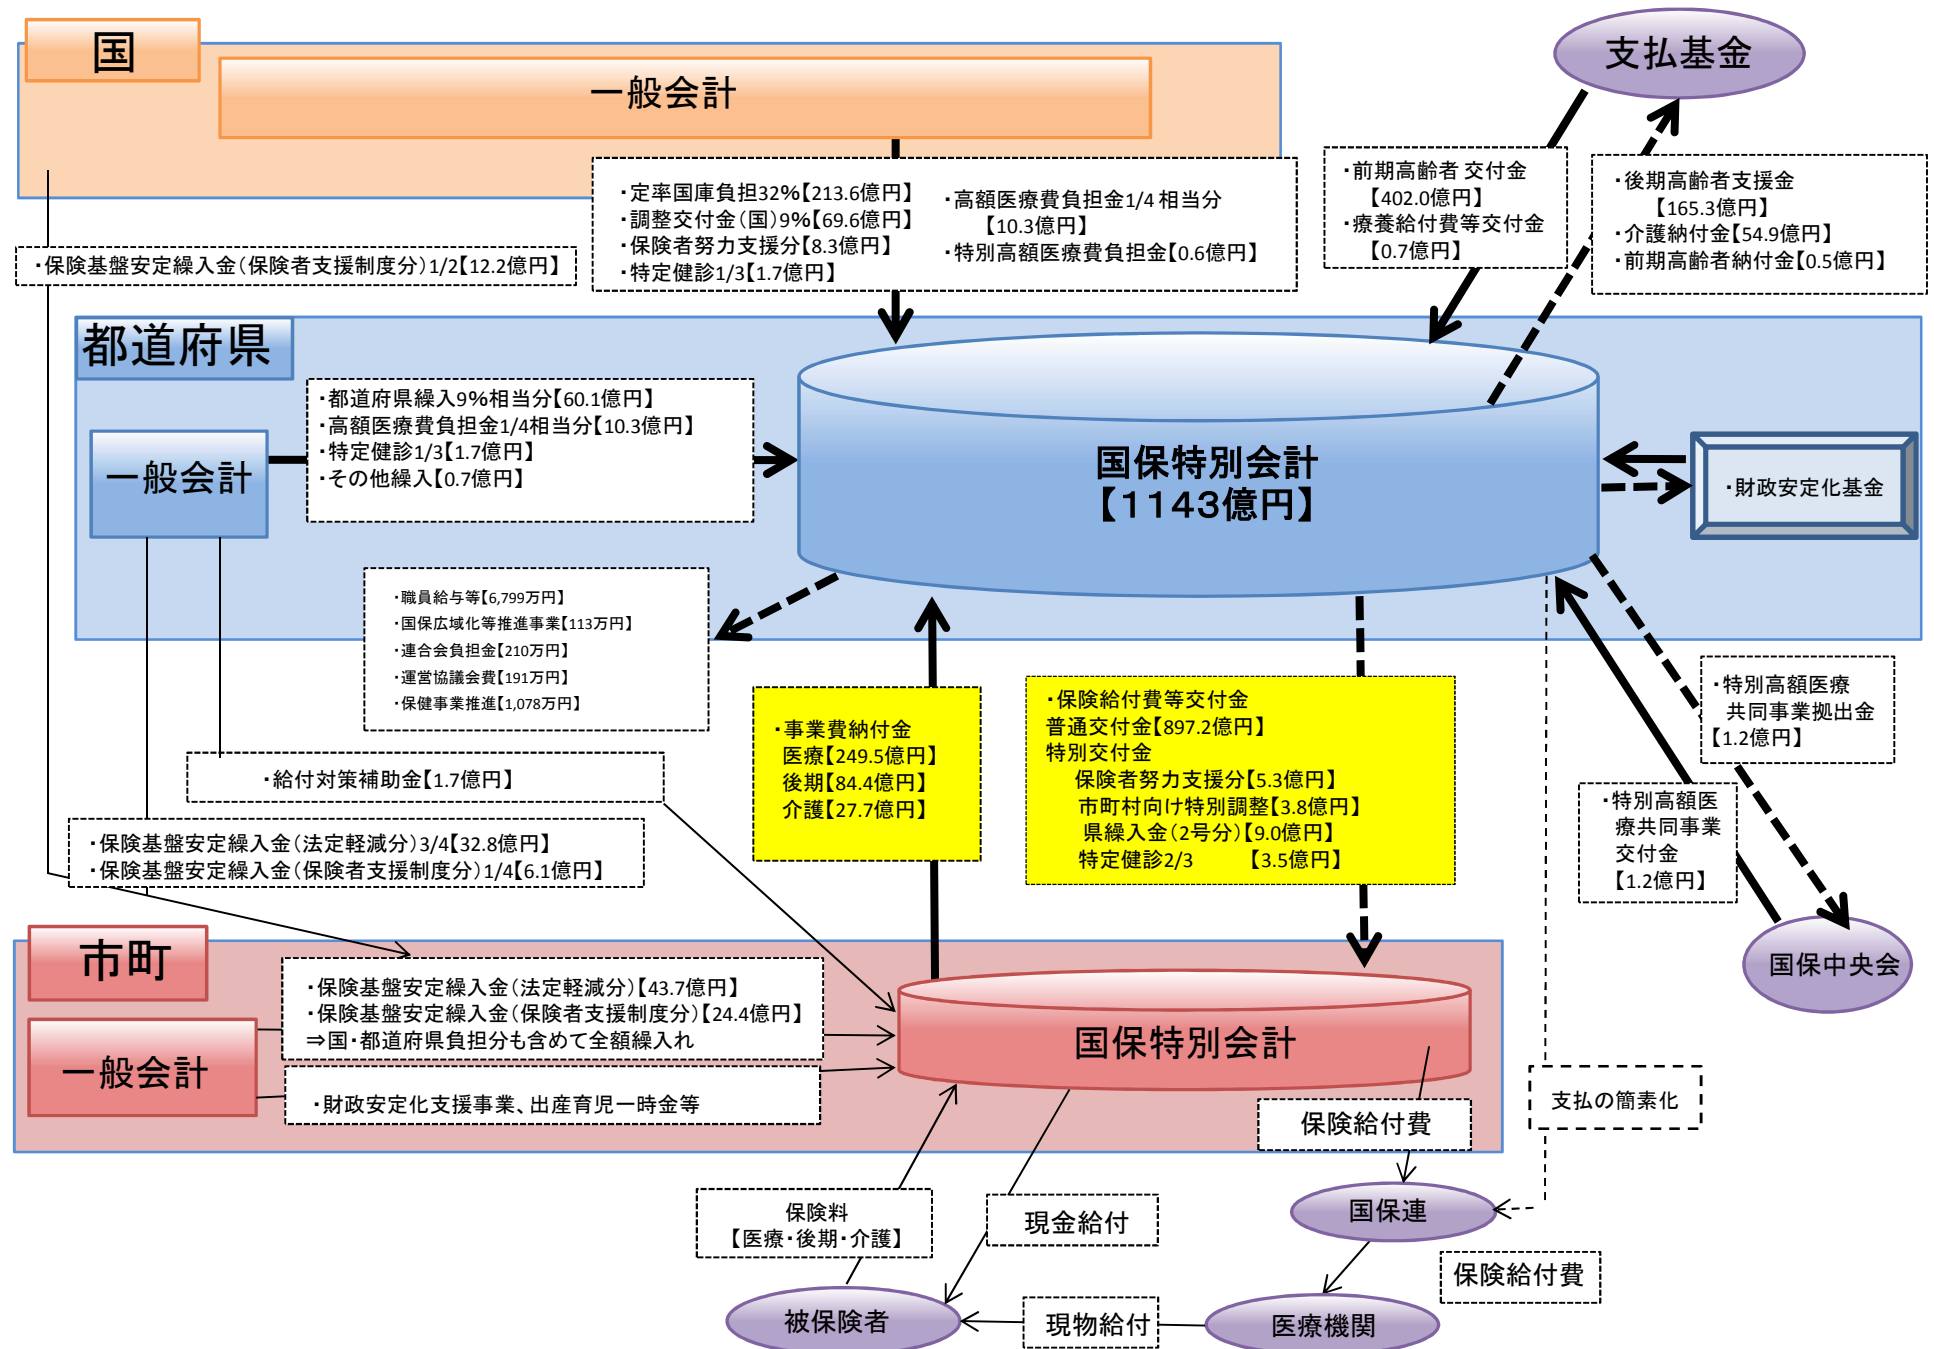 国
一般会計
支払基金
・定率国庫負担32%【213.6億円】
・調整交付金(国)9%【69.6億円】
・保険者努力支援分【8.3億円】
・特定健診1/3【1.7億円】
・高額医療費負担金1/4 相当分
【10.3億円】
・特別高額医療費負担金【0.6億円】
・前期高齢者 交付金
【402.0億円】
・療養給付費等交付金
【0.7億円】
・後期高齢者支援金
【165.3億円】
・介護納付金【54.9億円】
・前期高齢者納付金【0.5億円】
・保険基盤安定繰入金(保険者支援制度分)1/2【12.2億円】
都道府県
一般会計
・都道府県繰入9%相当分【60.1億円】
・高額医療費負担金1/4相当分【10.3億円】
・特定健診1/3【1.7億円】
・その他繰入【0.7億円】
国保特別会計
【1143億円】
・財政安定化基金
・職員給与等【6,799万円】
・国保広域化等推進事業【113万円】
・連合会負担金【210万円】
・運営協議会費【191万円】
・保健事業推進【1,078万円】
・事業費納付金
医療【249.5億円】
後期【84.4億円】
介護【27.7億円】
・保険給付費等交付金
普通交付金【897.2億円】
特別交付金
保険者努力支援分【5.3億円】
市町村向け特別調整【3.8億円】
県繰入金(2号分)【9.0億円】
特定健診2/3 【3.5億円】
・特別高額医療
共同事業拠出金
【1.2億円】
・特別高額医
療共同事業
交付金
【1.2億円】
・給付対策補助金【1.7億円】
・保険基盤安定繰入金(法定軽減分)3/4【32.8億円】
・保険基盤安定繰入金(保険者支援制度分)1/4【6.1億円】
国保中央会
市町
一般会計
・保険基盤安定繰入金(法定軽減分)【43.7億円】
・保険基盤安定繰入金(保険者支援制度分)【24.4億円】
⇒国・都道府県負担分も含めて全額繰入れ
・財政安定化支援事業、出産育児一時金等
国保特別会計
保険給付費
支払の簡素化
保険料
【医療・後期・介護】
現金給付
国保連
保険給付費
被保険者
現物給付
医療機関